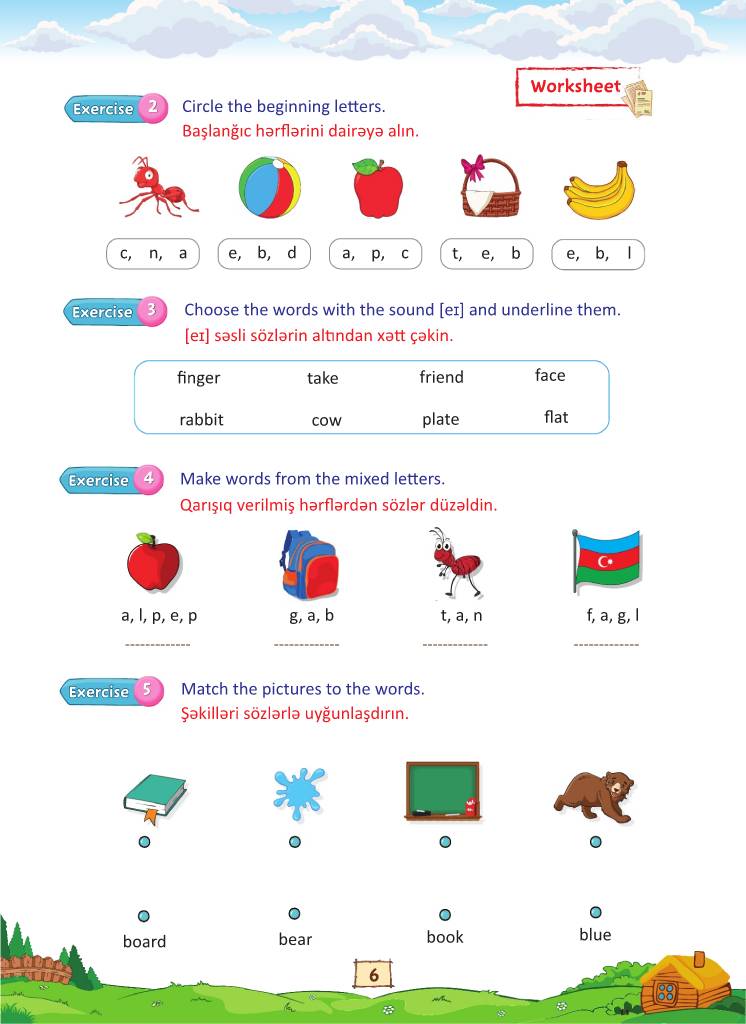 Worksheet
Exercise 2 Circle the beginning letters.
Başlanğıc hərflərini dairəyə alın.
c, n, a e, b, d a, p, c t, e, b e, b, l
Exercise 3 Choose the words with the sound [eɪ] and underline them.
[eɪ] səsli sözlərin altından xətt çəkin.
finger take friend face
rabbit cow plate flat
Exercise 4 Make words from the mixed letters.
Qarışıq verilmiş hərflərdən sözlər düzəldin.
a, l, p, e, p g, a, b t, a, n f, a, g, l
------------- ------------- ------------- -------------
Exercise 5 Match the pictures to the words.
Şəkilləri sözlərlə uyğunlaşdırın.
board bear book blue
6